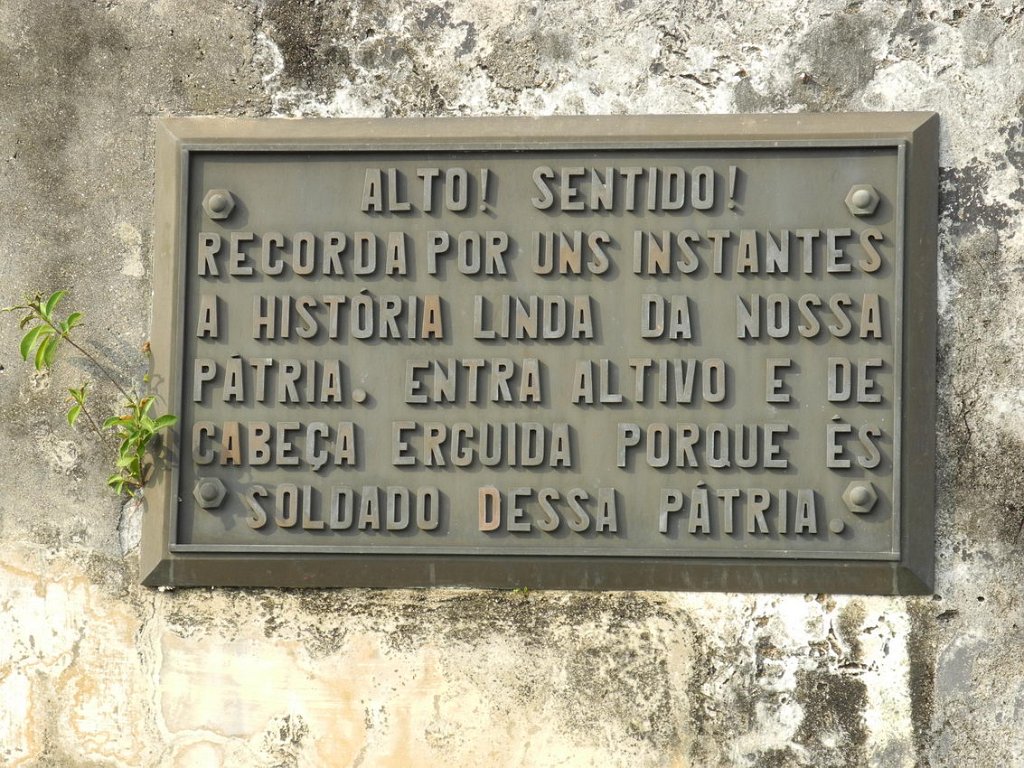 ALTO! SENTIDO!
RECORDA POR UNS INSTANTES
A HISTÓRIA LINDA DA NOSSA
PÁTRIA. ENTRA ALTIVO E DE
CABEÇA ERGUIDA PORQUE ÉS
SOLDADO DESSA PÁTRIA.